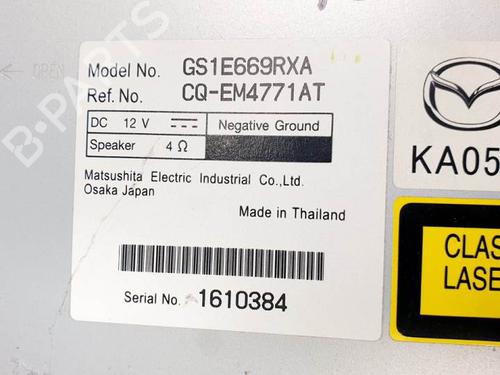 ← OPEN
Model No. GS1E669RXA
Ref. No. CQ-EM4771AT
DC 12 V Negative Ground
Speaker 4 Ω
Matsushita Electric Industrial Co.,Ltd.
Osaka Japan
Made in Thailand
Serial No. 1610384
KA05
CLAS
LASE
B-PARTS